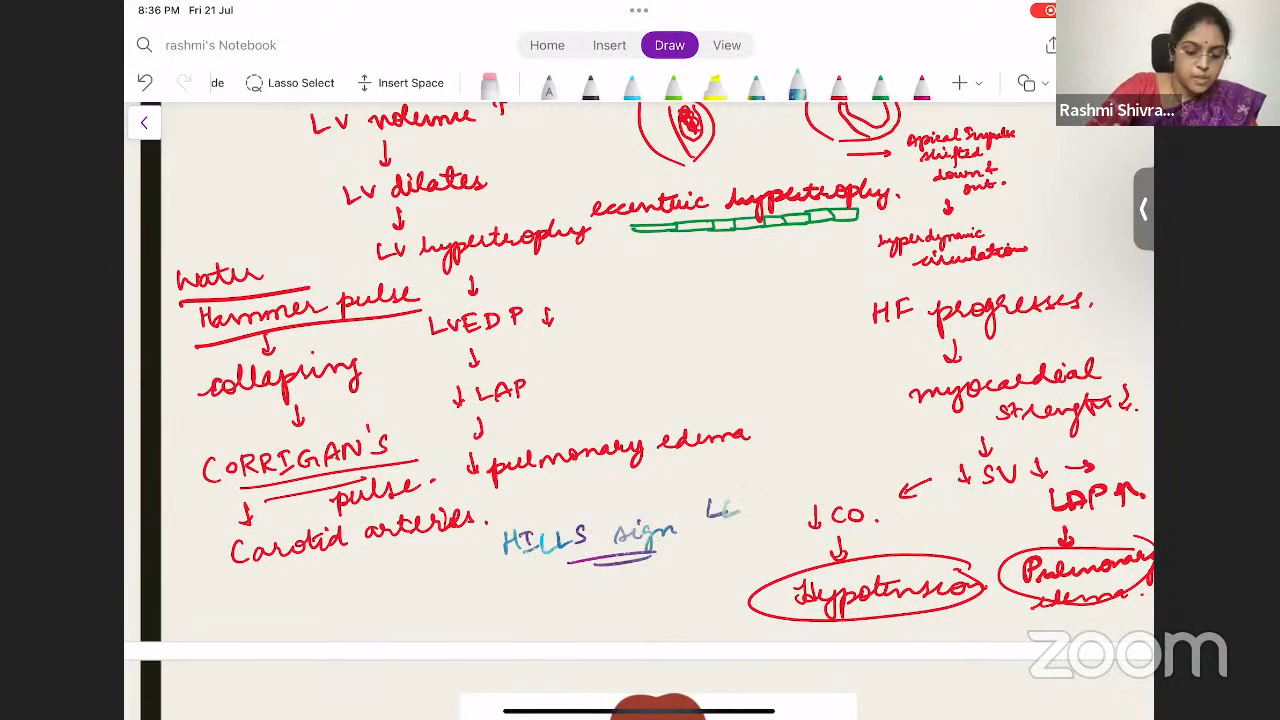 8:36 PM Fri 21 Jul
rashmi's Notebook
Home Insert Draw View
de Lasso Select Insert Space
Rashmi Shivra...
LV volume ↑
↓
LV dilates
↓
LV hypertrophy
eccentric hypertrophy.
↓
LVEDP ↓
↓
↓ LAP
↓
↓ pulmonary edema
Water
Hammer pulse
↓
collapsing
↓
CORRIGAN'S
pulse.
↓
Carotid arteries.
HILLS sign
LL
→ Apical Impulse
shifted
down &
out.
↓
hyperdynamic
circulation
HF progresses.
↓
myocardial
strength ↓.
↓
↓ SV ↓ →
LAP ↑.
↓
Pulmonary
edema.
↓ CO.
↓
Hypotension
zoom